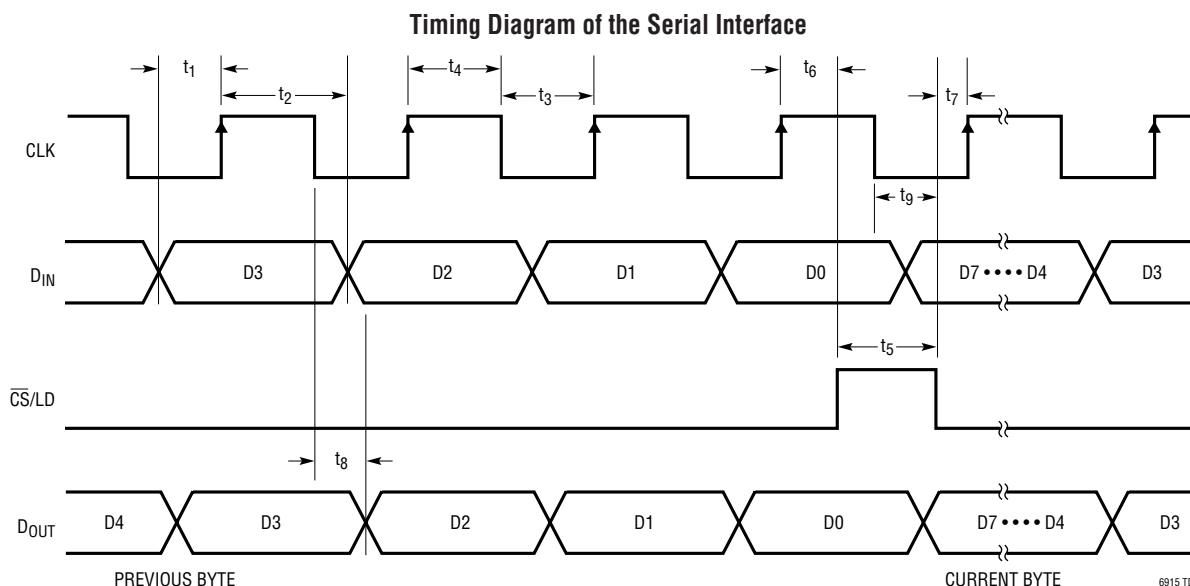 Timing Diagram of the Serial Interface
t1 t2 t4 t3 t6 t7
CLK
t9
DIN D3 D2 D1 D0 D7 •••• D4 D3
t5
CS/LD
t8
DOUT D4 D3 D2 D1 D0 D7 •••• D4 D3
PREVIOUS BYTE CURRENT BYTE